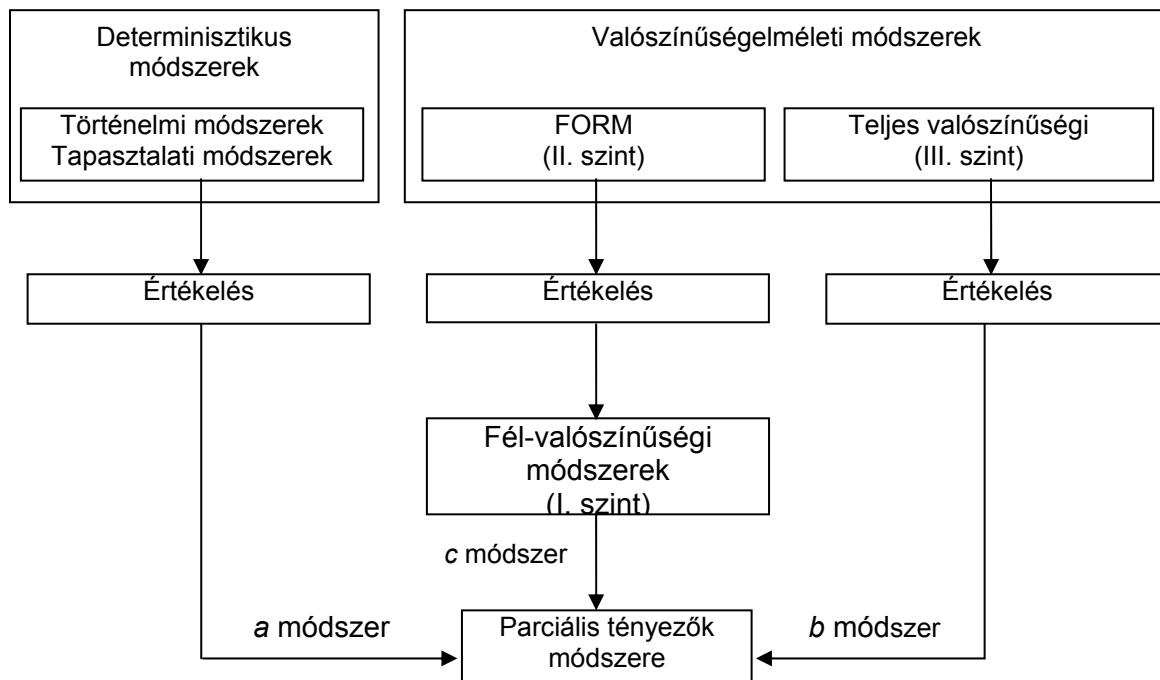 Determinisztikus
módszerek
Valószínűségelméleti módszerek
Történelmi módszerek
Tapasztalati módszerek
FORM
(II. szint)
Teljes valószínűségi
(III. szint)
Értékelés
Értékelés
Értékelés
Fél-valószínűségi
módszerek
(I. szint)
c módszer
a módszer
Parciális tényezők
módszere
b módszer